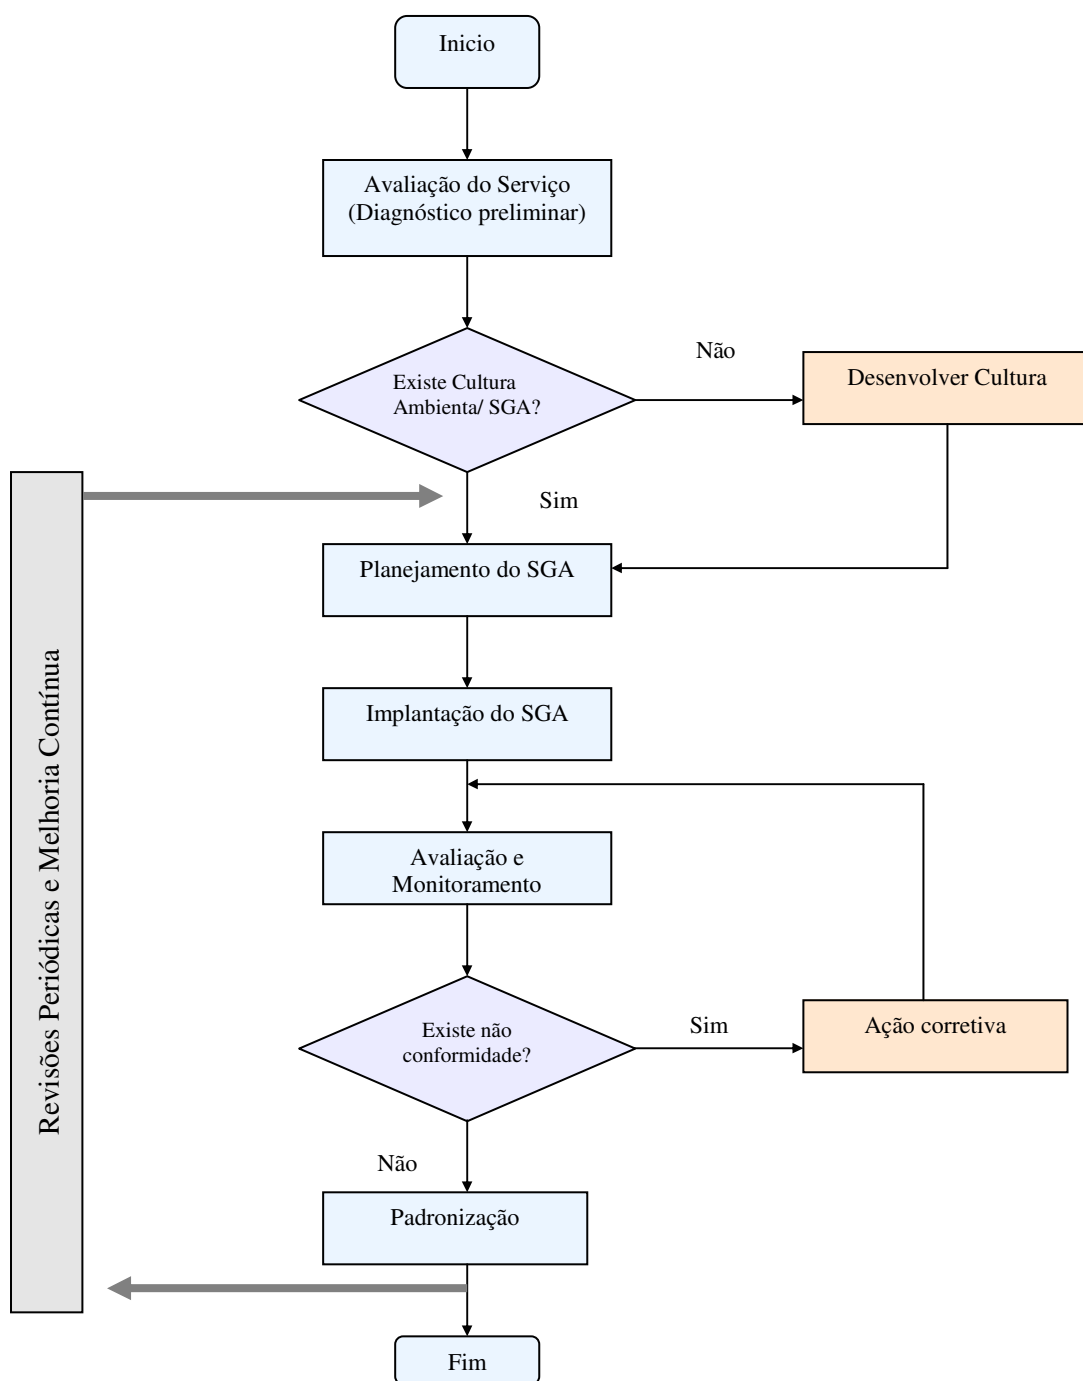 Inicio
Avaliação do Serviço
(Diagnóstico preliminar)
Existe Cultura
Ambienta/ SGA?
Não
Desenvolver Cultura
Sim
Planejamento do SGA
Implantação do SGA
Revisões Periódicas e Melhoria Contínua
Avaliação e
Monitoramento
Existe não
conformidade?
Sim
Ação corretiva
Não
Padronização
Fim